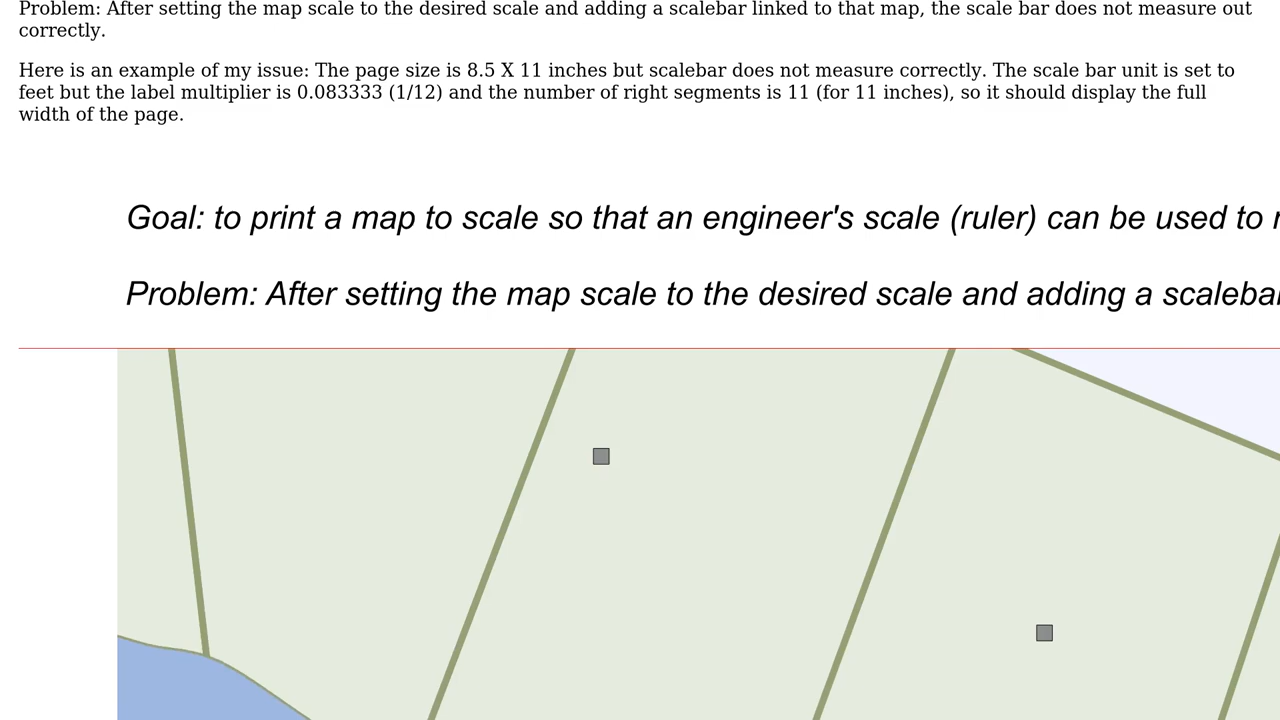 Problem: After setting the map scale to the desired scale and adding a scalebar linked to that map, the scale bar does not measure out
correctly.
Here is an example of my issue: The page size is 8.5 X 11 inches but scalebar does not measure correctly. The scale bar unit is set to
feet but the label multiplier is 0.083333 (1/12) and the number of right segments is 11 (for 11 inches), so it should display the full
width of the page.
Goal: to print a map to scale so that an engineer's scale (ruler) can be used to
Problem: After setting the map scale to the desired scale and adding a scalebar